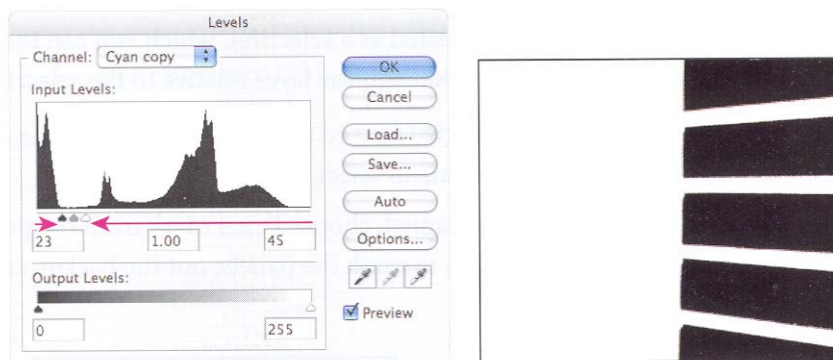 Levels
Channel: Cyan copy
Input Levels:
23 1.00 45
Output Levels:
0 255
OK
Cancel
Load...
Save...
Auto
Options...
Preview